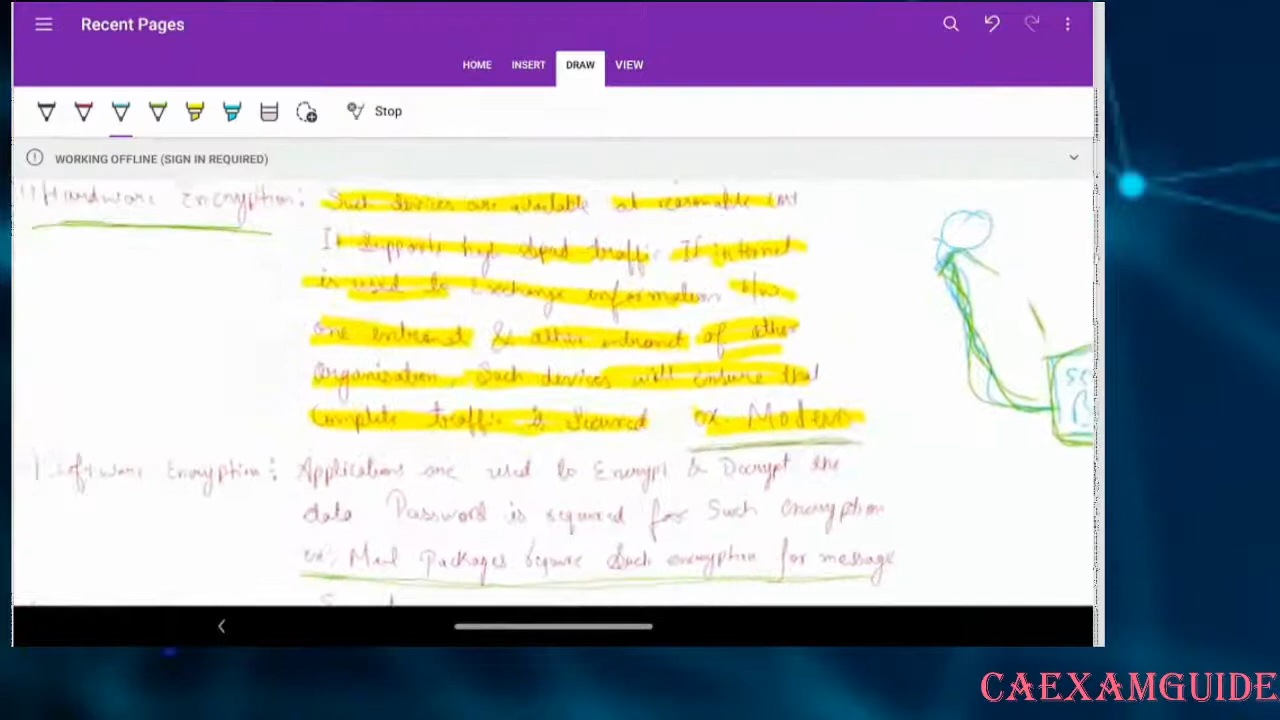 Recent Pages
HOME INSERT DRAW VIEW
Stop
WORKING OFFLINE (SIGN IN REQUIRED)
Hardware Encryption: Such devices are available at reasonable cost
It supports high speed traffic If internet
is used to Exchange information b/w
one intranet & other intranet of other
Organisation, Such devices will ensure that
Complete traffic is Secured ex. Modem
Software Encryption: Applications are used to Encrypt & Decrypt the
data Password is required for Such encryption
ex: Mail Packages require Such encryption for message
CAEXAMGUIDE